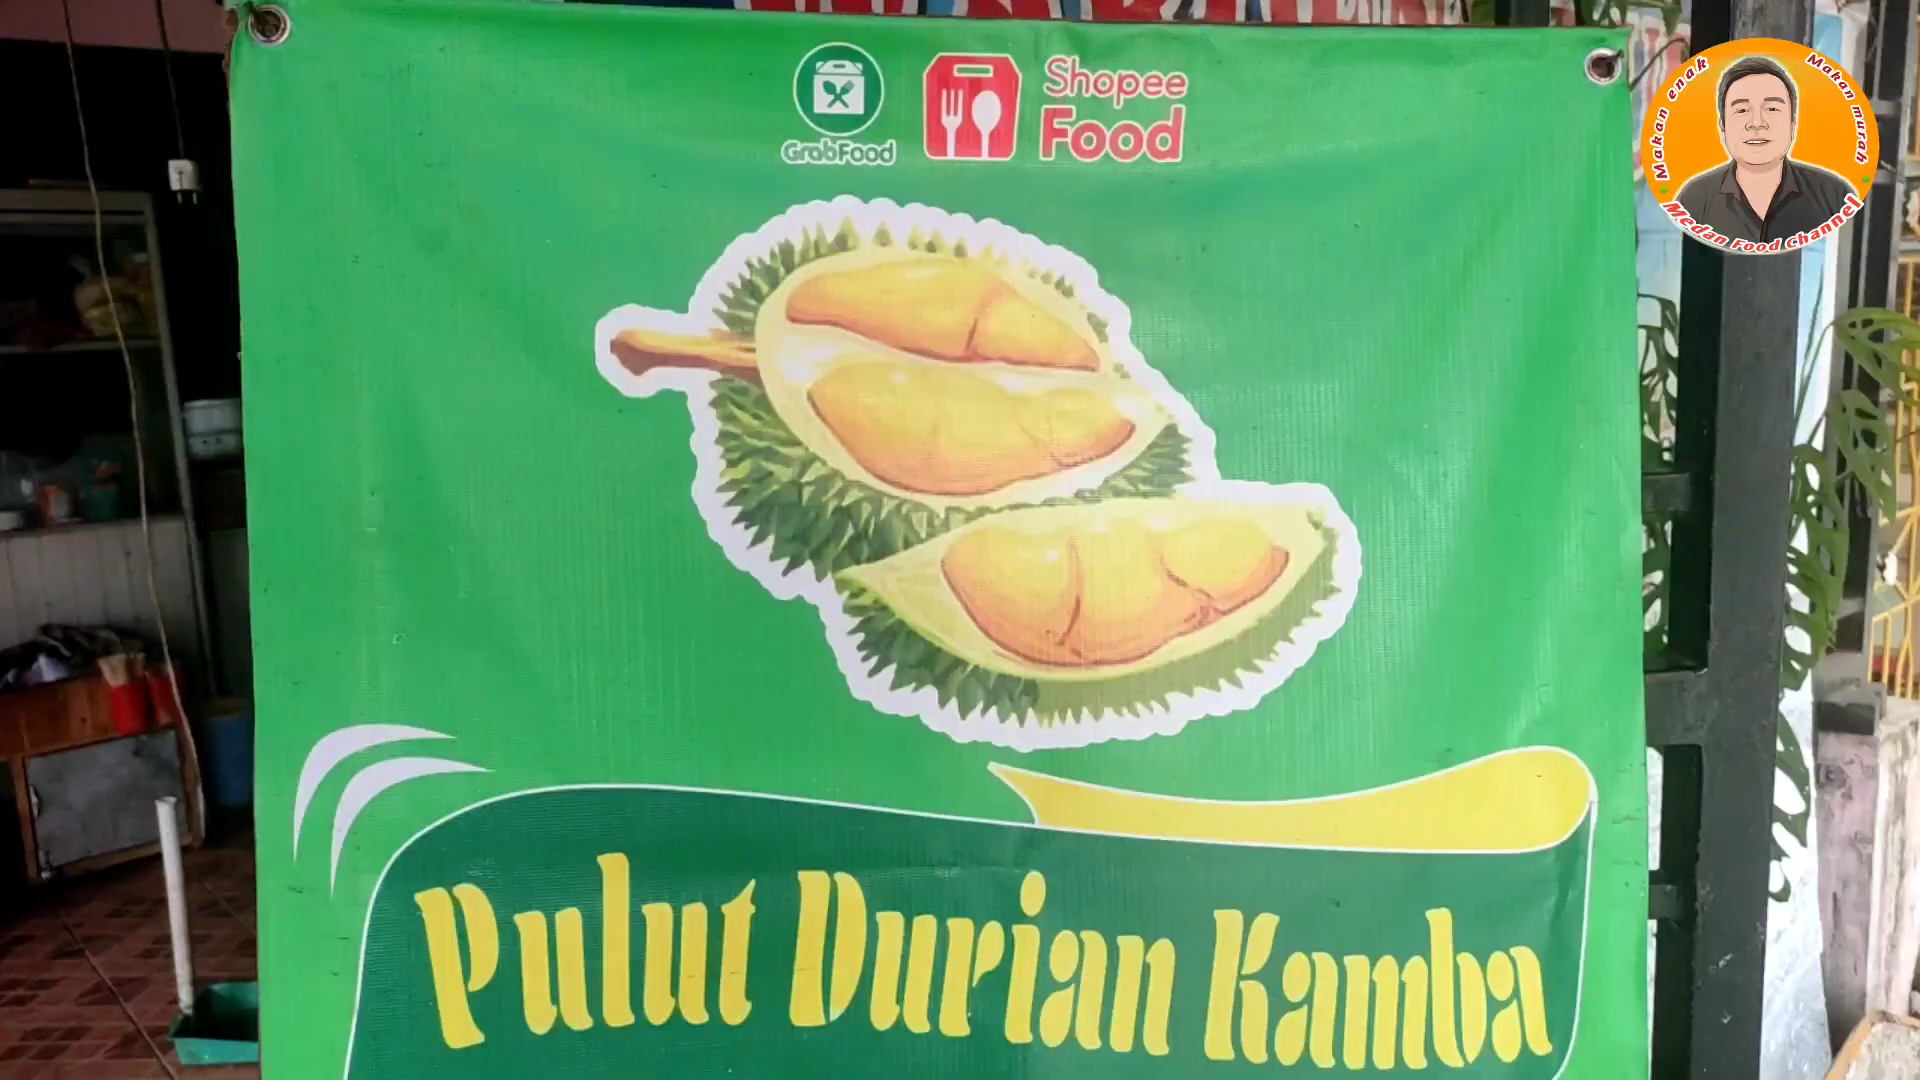 GrabFood
Shopee
Food
Makan enak
Makan murah
Medan Food Channel
Pulut Durian Kamba